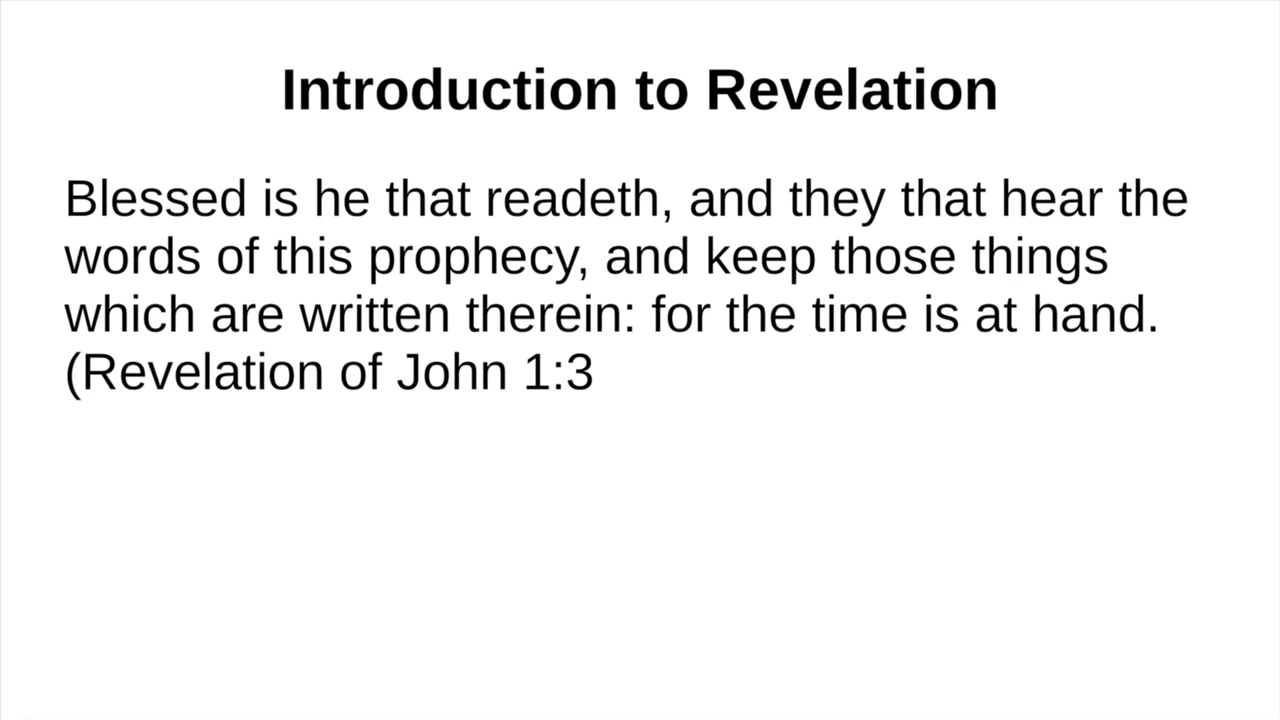 Introduction to Revelation
Blessed is he that readeth, and they that hear the
words of this prophecy, and keep those things
which are written therein: for the time is at hand.
(Revelation of John 1:3